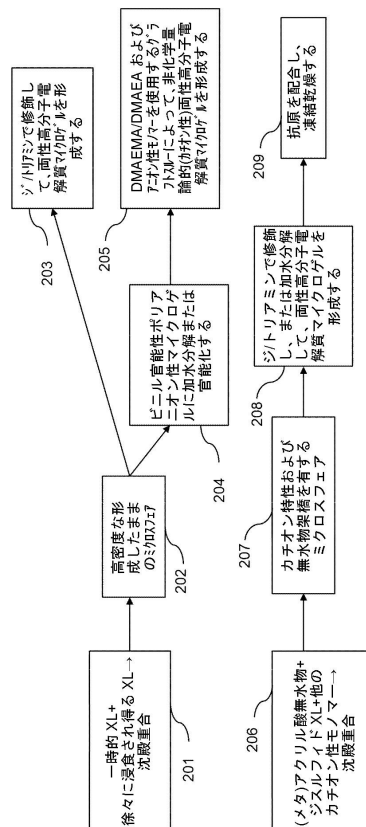 一時的 XL+
徐々に浸食され得る XL→
沈殿重合
201
高密度な形
成したまま
のミクロスフェア
202
ジ/トリアミンで修飾し
て、両性高分子電
解質マイクロゲルを形
成する
203
ビニル官能性ポリア
ニオン性マイクロゲ
ルに加水分解または
官能化する
204
DMAEMA/DMAEA および
アニオン性モノマーを使用するグラ
フトスルーによって、非化学量
論的(カチオン性)両性高分子電
解質マイクロゲルを形成する
205
(メタ)アクリル酸無水物+
ジスルフィド XL+他の
カチオン性モノマー→
沈殿重合
206
カチオン特性および
無水物架橋を有する
ミクロスフェア
207
ジ/トリアミンで修飾
し、または加水分解
して、両性高分子電
解質マイクロゲルを
形成する
208
抗原を配合し、
凍結乾燥する
209